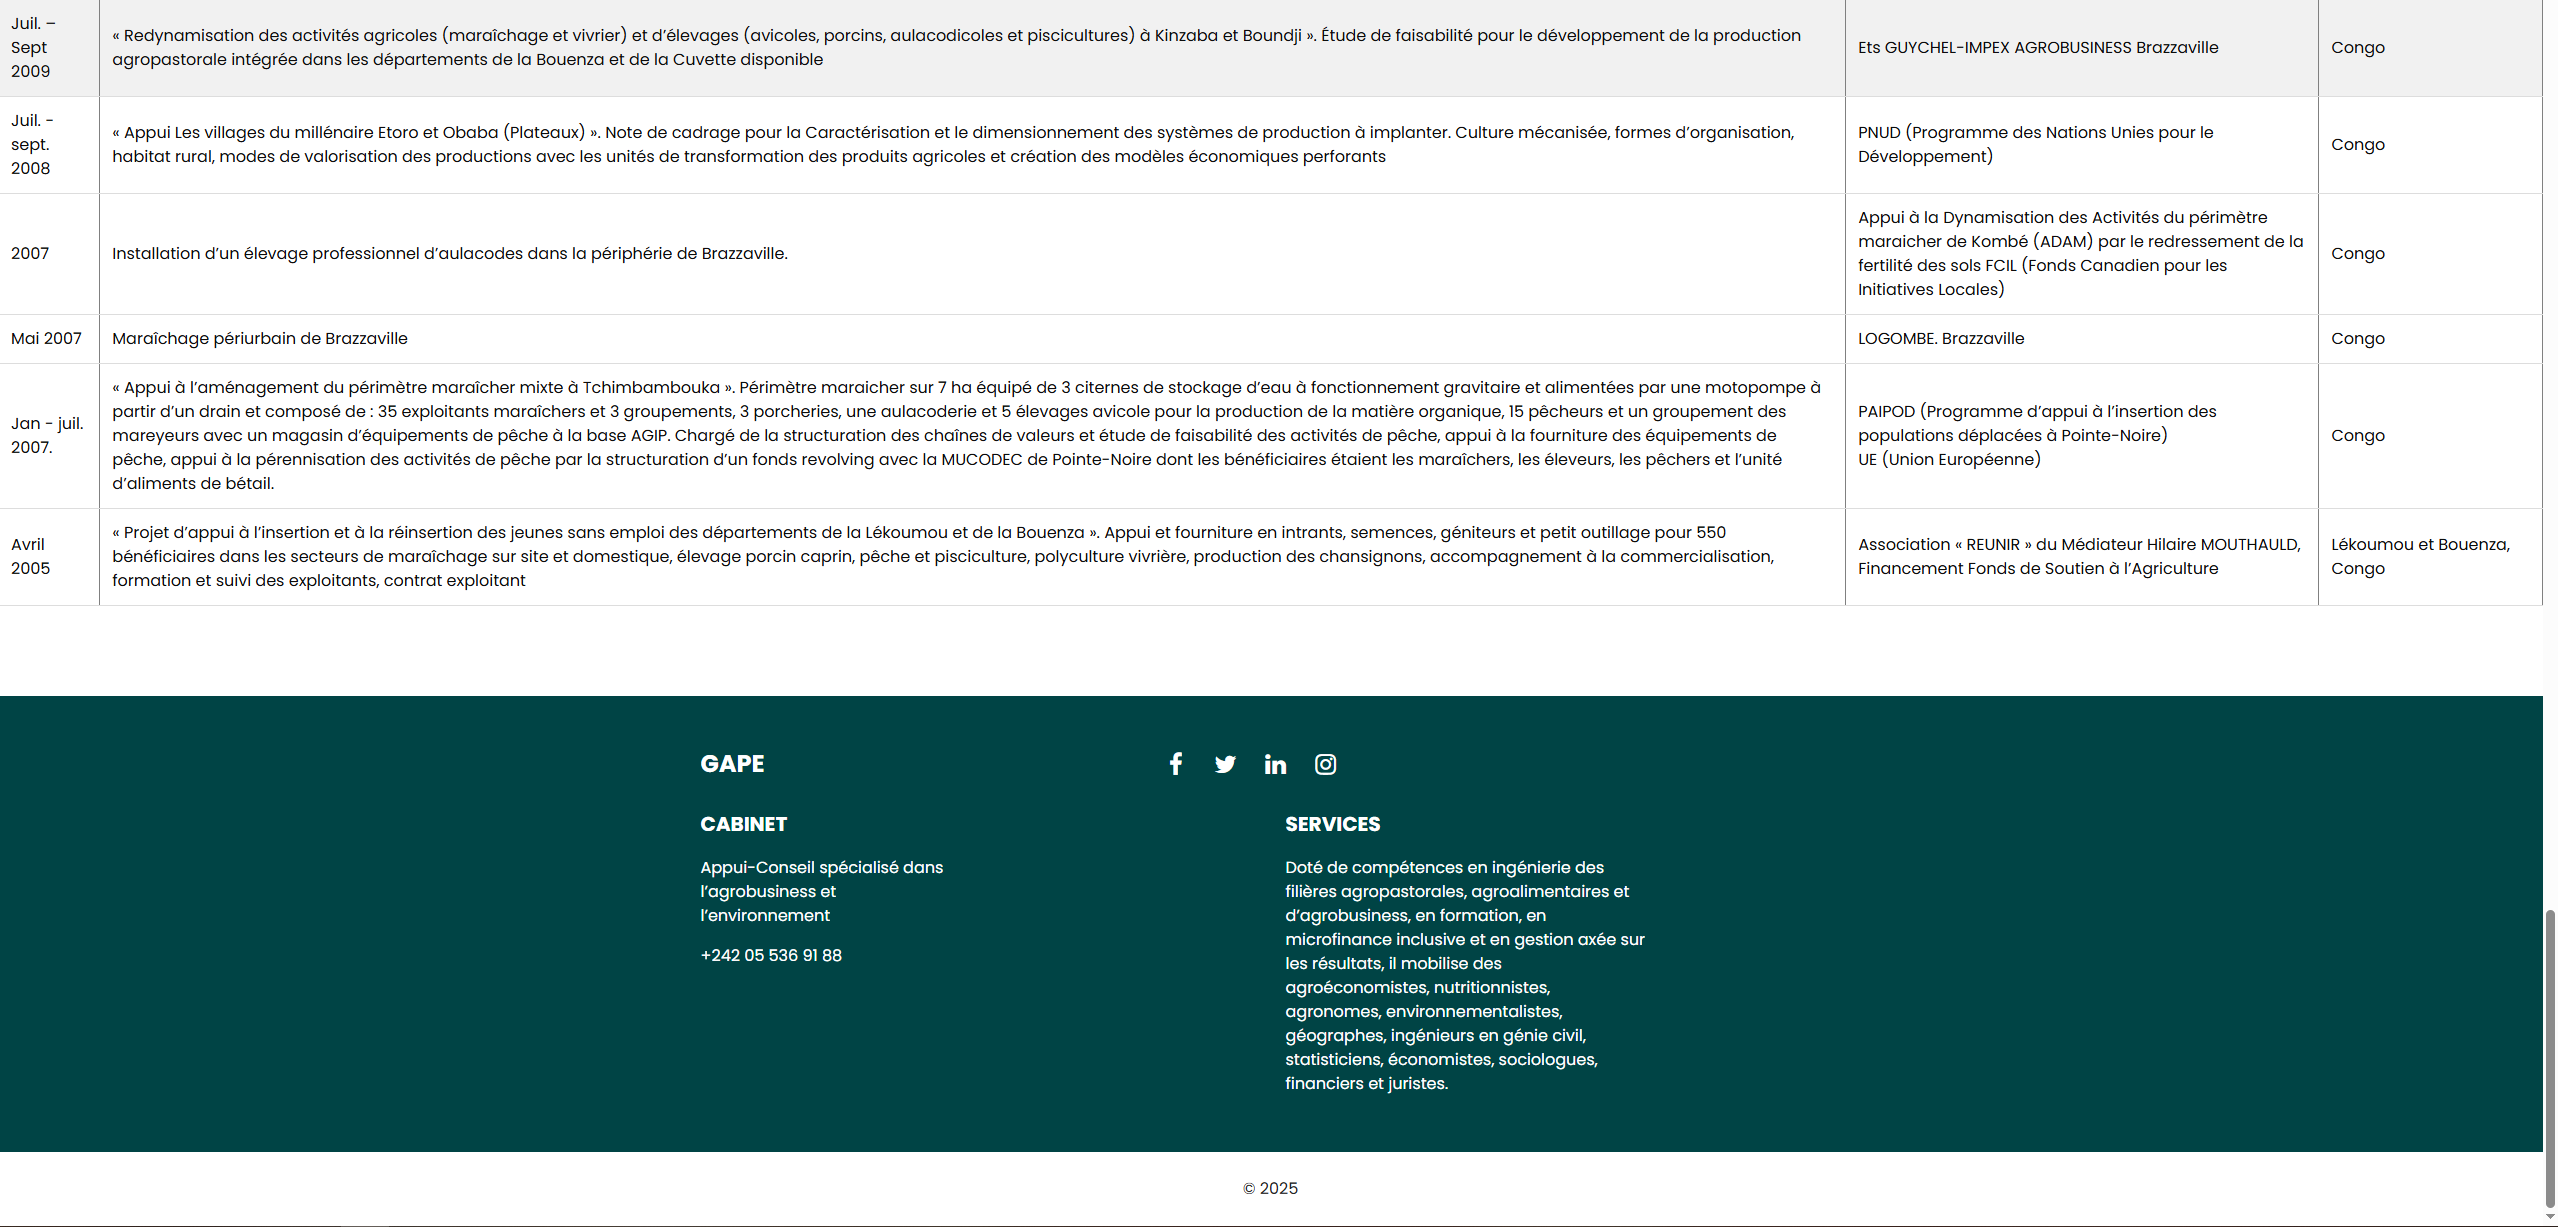 Juil. –
Sept
2009
« Redynamisation des activités agricoles (maraîchage et vivrier) et d’élevages (avicoles, porcins, aulacodicoles et piscicultures) à Kinzaba et Boundji ». Étude de faisabilité pour le développement de la production
agropastorale intégrée dans les départements de la Bouenza et de la Cuvette disponible
Ets GUYCHEL-IMPEX AGROBUSINESS Brazzaville
Congo
Juil. -
sept.
2008
« Appui Les villages du millénaire Etoro et Obaba (Plateaux) ». Note de cadrage pour la Caractérisation et le dimensionnement des systèmes de production à implanter. Culture mécanisée, formes d’organisation,
habitat rural, modes de valorisation des productions avec les unités de transformation des produits agricoles et création des modèles économiques perforants
PNUD (Programme des Nations Unies pour le
Développement)
Congo
2007
Installation d’un élevage professionnel d’aulacodes dans la périphérie de Brazzaville.
Appui à la Dynamisation des Activités du périmètre
maraicher de Kombé (ADAM) par le redressement de la
fertilité des sols FCIL (Fonds Canadien pour les
Initiatives Locales)
Congo
Mai 2007
Maraîchage périurbain de Brazzaville
LOGOMBE. Brazzaville
Congo
Jan - juil.
2007.
« Appui à l’aménagement du périmètre maraîcher mixte à Tchimbambouka ». Périmètre maraicher sur 7 ha équipé de 3 citernes de stockage d’eau à fonctionnement gravitaire et alimentées par une motopompe à
partir d’un drain et composé de : 35 exploitants maraîchers et 3 groupements, 3 porcheries, une aulacoderie et 5 élevages avicole pour la production de la matière organique, 15 pêcheurs et un groupement des
mareyeurs avec un magasin d’équipements de pêche à la base AGIP. Chargé de la structuration des chaînes de valeurs et étude de faisabilité des activités de pêche, appui à la fourniture des équipements de
pêche, appui à la pérennisation des activités de pêche par la structuration d’un fonds revolving avec la MUCODEC de Pointe-Noire dont les bénéficiaires étaient les maraîchers, les éleveurs, les pêchers et l’unité
d’aliments de bétail.
PAIPOD (Programme d’appui à l’insertion des
populations déplacées à Pointe-Noire)
UE (Union Européenne)
Congo
Avril
2005
« Projet d’appui à l’insertion et à la réinsertion des jeunes sans emploi des départements de la Lékoumou et de la Bouenza ». Appui et fourniture en intrants, semences, géniteurs et petit outillage pour 550
bénéficiaires dans les secteurs de maraîchage sur site et domestique, élevage porcin caprin, pêche et pisciculture, polyculture vivrière, production des chansignons, accompagnement à la commercialisation,
formation et suivi des exploitants, contrat exploitant
Association « REUNIR » du Médiateur Hilaire MOUTHAULD,
Financement Fonds de Soutien à l’Agriculture
Lékoumou et Bouenza,
Congo
GAPE
CABINET
Appui-Conseil spécialisé dans
l’agrobusiness et
l’environnement
+242 05 536 91 88
SERVICES
Doté de compétences en ingénierie des
filières agropastorales, agroalimentaires et
d’agrobusiness, en formation, en
microfinance inclusive et en gestion axée sur
les résultats, il mobilise des
agroéconomistes, nutritionnistes,
agronomes, environnementalistes,
géographes, ingénieurs en génie civil,
statisticiens, économistes, sociologues,
financiers et juristes.
© 2025